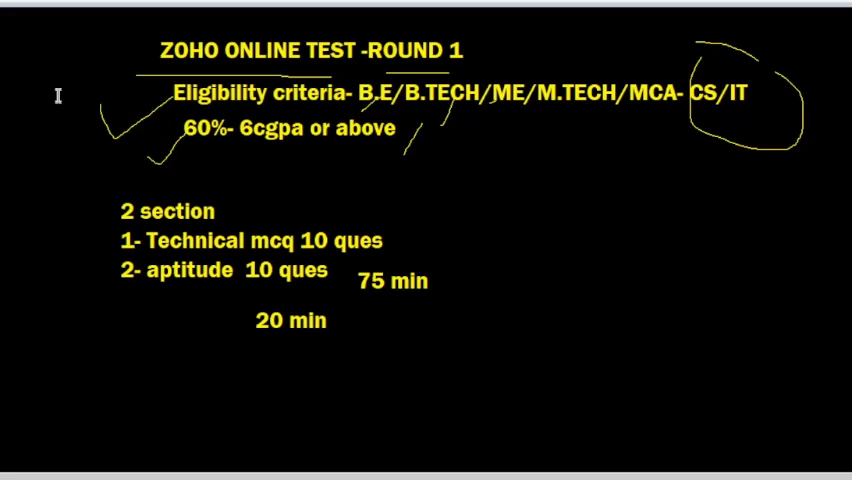 ZOHO ONLINE TEST -ROUND 1
Eligibility criteria- B.E/B.TECH/ME/M.TECH/MCA- CS/IT
60%- 6cgpa or above
2 section
1- Technical mcq 10 ques
2- aptitude 10 ques
75 min
20 min